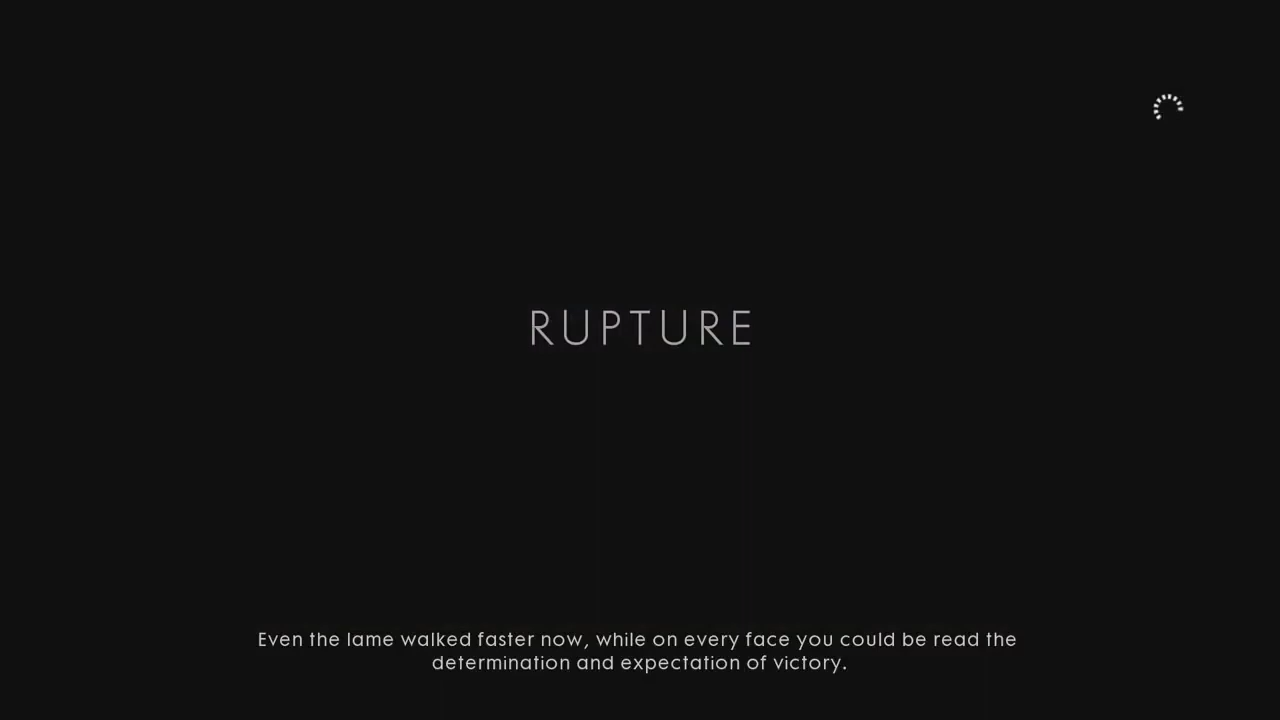 RUPTURE
Even the lame walked faster now, while on every face you could be read the
determination and expectation of victory.